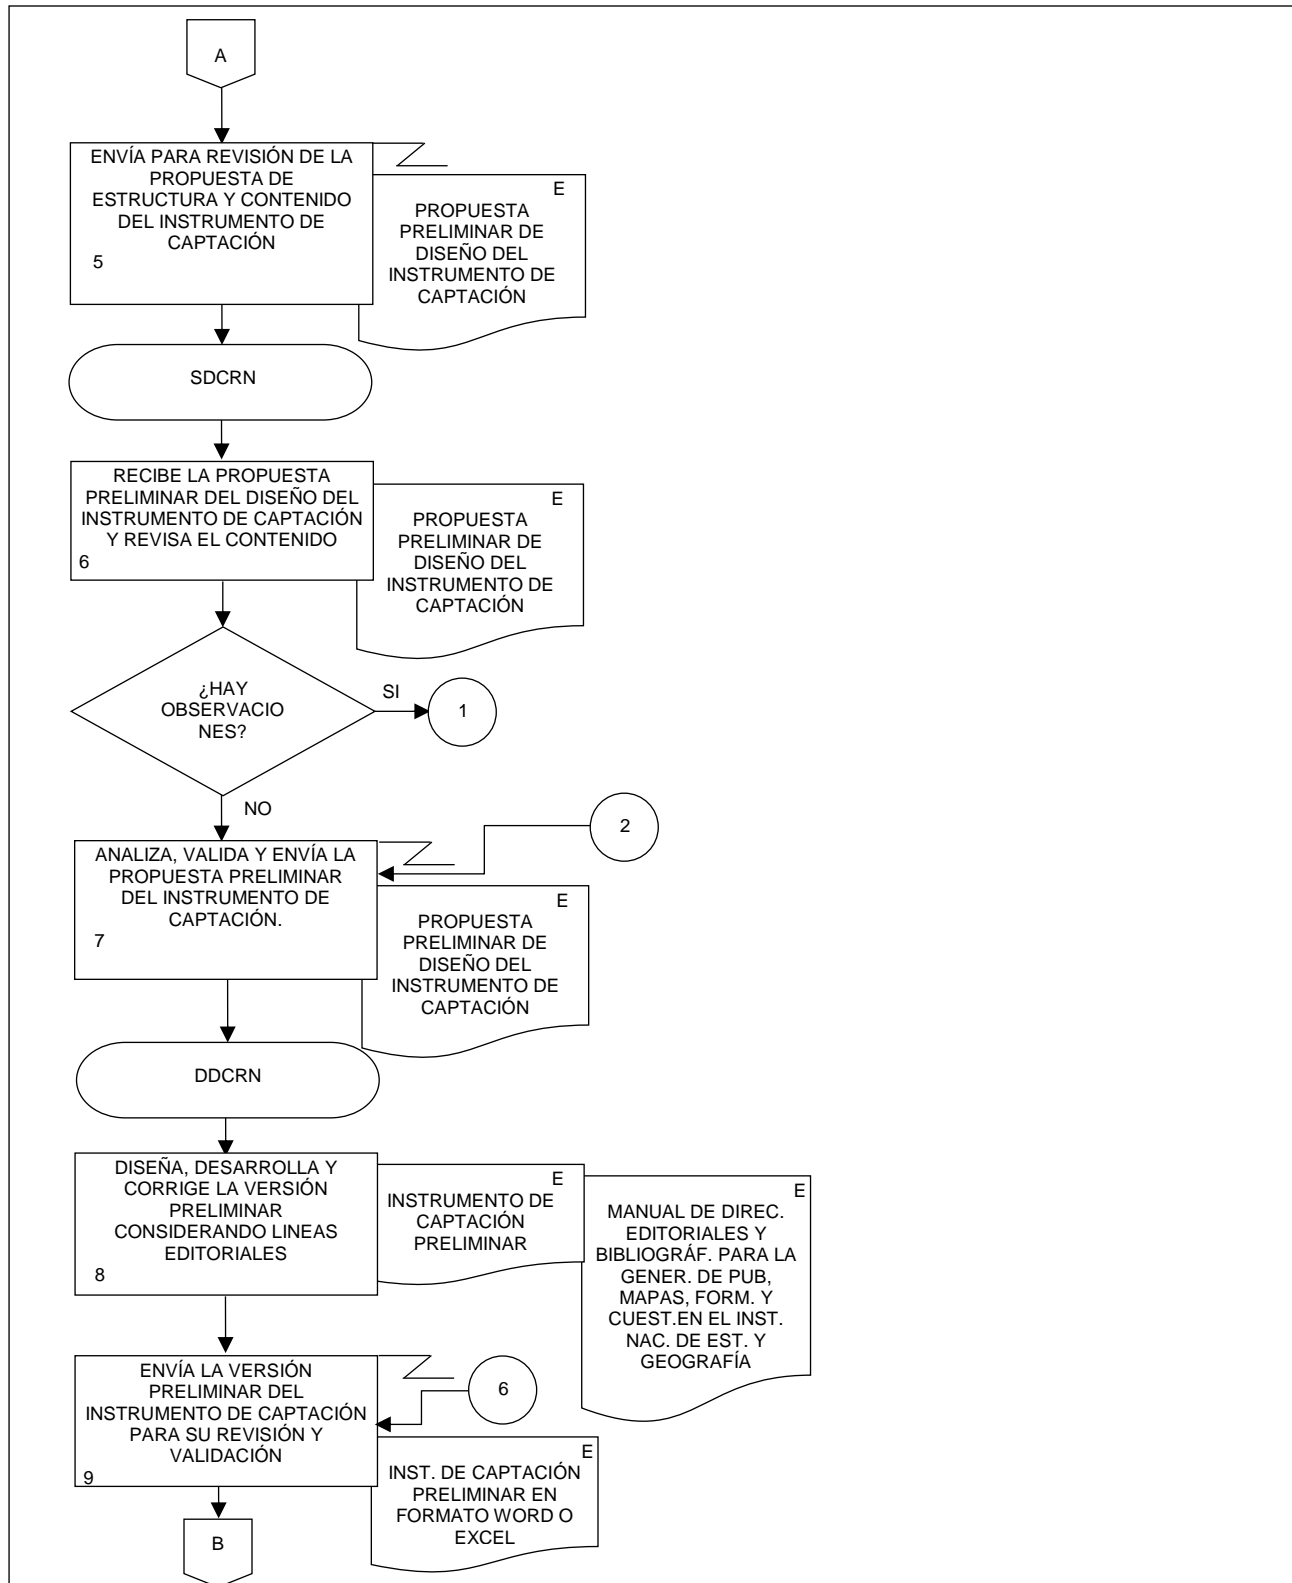 A
ENVÍA PARA REVISIÓN DE LA
PROPUESTA DE
ESTRUCTURA Y CONTENIDO
DEL INSTRUMENTO DE
CAPTACIÓN
5
E
PROPUESTA
PRELIMINAR DE
DISEÑO DEL
INSTRUMENTO DE
CAPTACIÓN
SDCRN
RECIBE LA PROPUESTA
PRELIMINAR DEL DISEÑO DEL
INSTRUMENTO DE CAPTACIÓN
Y REVISA EL CONTENIDO
6
E
PROPUESTA
PRELIMINAR DE
DISEÑO DEL
INSTRUMENTO DE
CAPTACIÓN
¿HAY
OBSERVACIO
NES?
SI
1
NO
2
ANALIZA, VALIDA Y ENVÍA LA
PROPUESTA PRELIMINAR
DEL INSTRUMENTO DE
CAPTACIÓN.
7
E
PROPUESTA
PRELIMINAR DE
DISEÑO DEL
INSTRUMENTO DE
CAPTACIÓN
DDCRN
DISEÑA, DESARROLLA Y
CORRIGE LA VERSIÓN
PRELIMINAR
CONSIDERANDO LINEAS
EDITORIALES
8
E
INSTRUMENTO DE
CAPTACIÓN
PRELIMINAR
E
MANUAL DE DIREC.
EDITORIALES Y
BIBLIOGRÁF. PARA LA
GENER. DE PUB,
MAPAS, FORM. Y
CUEST.EN EL INST.
NAC. DE EST. Y
GEOGRAFÍA
ENVÍA LA VERSIÓN
PRELIMINAR DEL
INSTRUMENTO DE CAPTACIÓN
PARA SU REVISIÓN Y
VALIDACIÓN
9
6
E
INST. DE CAPTACIÓN
PRELIMINAR EN
FORMATO WORD O
EXCEL
B